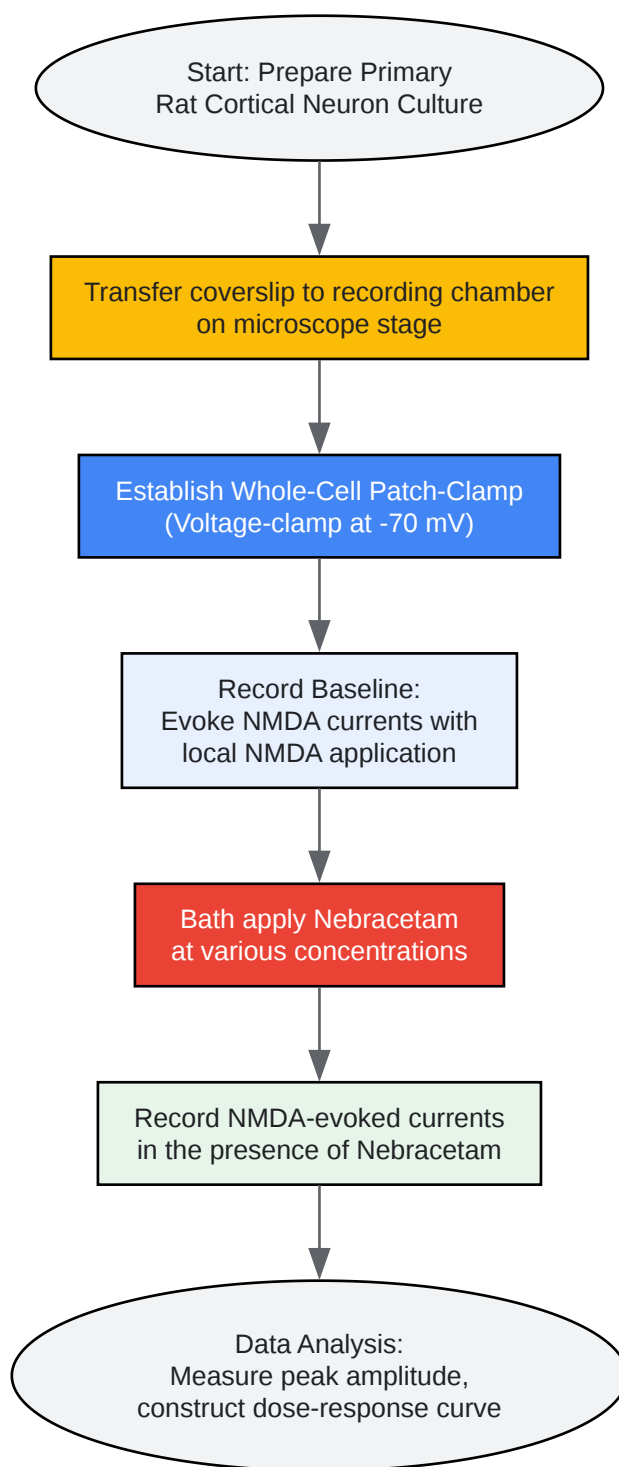 Start: Prepare Primary
Rat Cortical Neuron Culture
Transfer coverslip to recording chamber
on microscope stage
Establish Whole-Cell Patch-Clamp
(Voltage-clamp at -70 mV)
Record Baseline:
Evoke NMDA currents with
local NMDA application
Bath apply Nebracetam
at various concentrations
Record NMDA-evoked currents
in the presence of Nebracetam
Data Analysis:
Measure peak amplitude,
construct dose-response curve